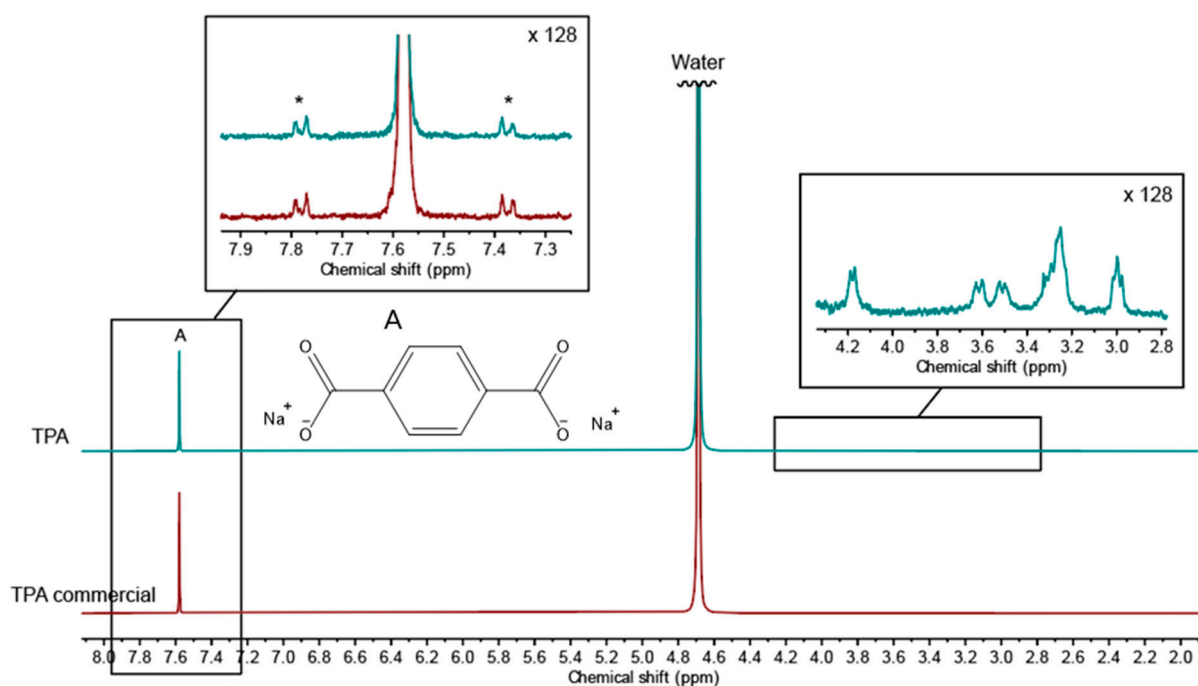 x 128
Water
*
*
7.9 7.8 7.7 7.6 7.5 7.4 7.3
Chemical shift (ppm)
x 128
4.2 4.0 3.8 3.6 3.4 3.2 3.0 2.8
Chemical shift (ppm)
A
A
O
O
Na+
-O
O-
Na+
TPA
TPA commercial
8.0 7.8 7.6 7.4 7.2 7.0 6.8 6.6 6.4 6.2 6.0 5.8 5.6 5.4 5.2 5.0 4.8 4.6 4.4 4.2 4.0 3.8 3.6 3.4 3.2 3.0 2.8 2.6 2.4 2.2 2.0
Chemical shift (ppm)